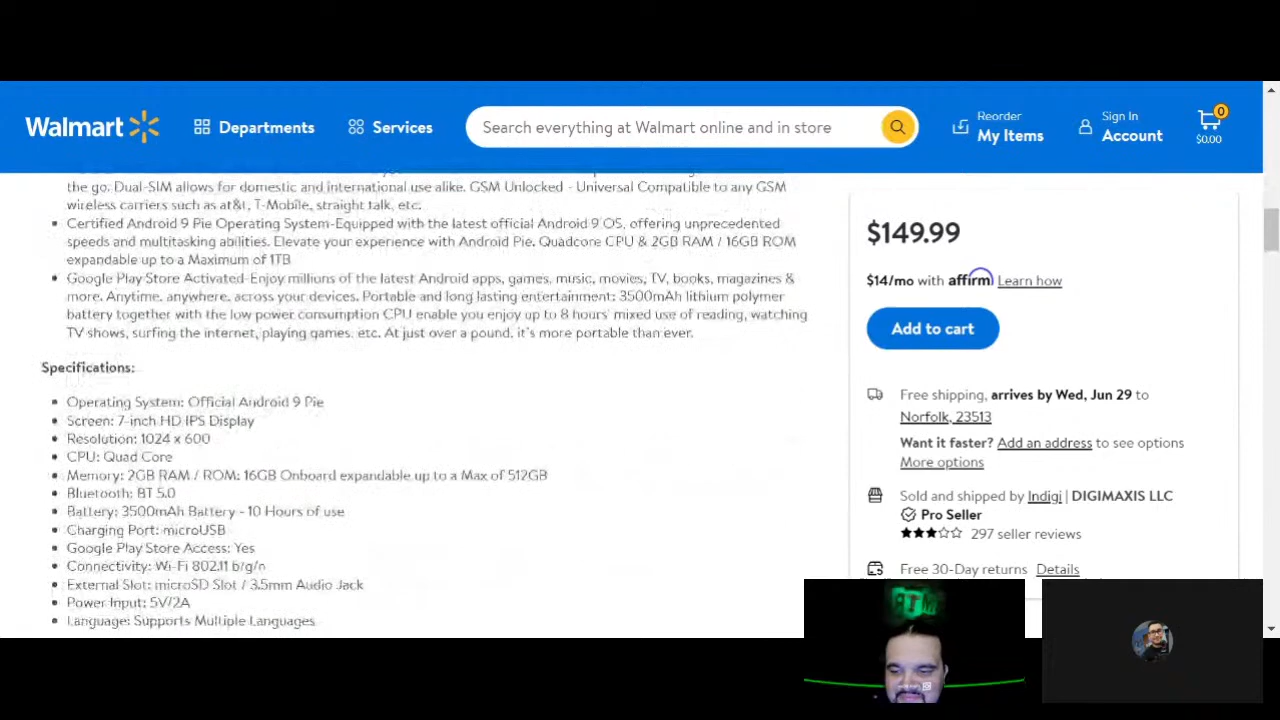 Walmart
Departments
Services
Search everything at Walmart online and in store
Reorder
My Items
Sign In
Account
0
$0.00
the go. Dual-SIM allows for domestic and international use alike. GSM Unlocked - Universal Compatible to any GSM
wireless carriers such as at&t, T-Mobile, straight talk, etc.
Certified Android 9 Pie Operating System-Equipped with the latest official Android 9 OS, offering unprecedented
speeds and multitasking abilities. Elevate your experience with Android Pie. Quadcore CPU & 2GB RAM / 16GB ROM
expandable up to a Maximum of 1TB
Google Play Store Activated-Enjoy millions of the latest Android apps, games, music, movies, TV, books, magazines &
more. Anytime, anywhere, across your devices. Portable and long lasting entertainment: 3500mAh lithium polymer
battery together with the low power consumption CPU enable you enjoy up to 8 hours' mixed use of reading, watching
TV shows, surfing the internet, playing games, etc. At just over a pound, it's more portable than ever.
Specifications:
Operating System: Official Android 9 Pie
Screen: 7-inch HD IPS Display
Resolution: 1024 x 600
CPU: Quad Core
Memory: 2GB RAM / ROM: 16GB Onboard expandable up to a Max of 512GB
Bluetooth: BT 5.0
Battery: 3500mAh Battery - 10 Hours of use
Charging Port: microUSB
Google Play Store Access: Yes
Connectivity: Wi-Fi 802.11 b/g/n
External Slot: microSD Slot / 3.5mm Audio Jack
Power Input: 5V/2A
Language: Supports Multiple Languages
$149.99
$14/mo with affirm Learn how
Add to cart
Free shipping, arrives by Wed, Jun 29 to
Norfolk, 23513
Want it faster? Add an address to see options
More options
Sold and shipped by Indigi | DIGIMAXIS LLC
Pro Seller
297 seller reviews
Free 30-Day returns Details